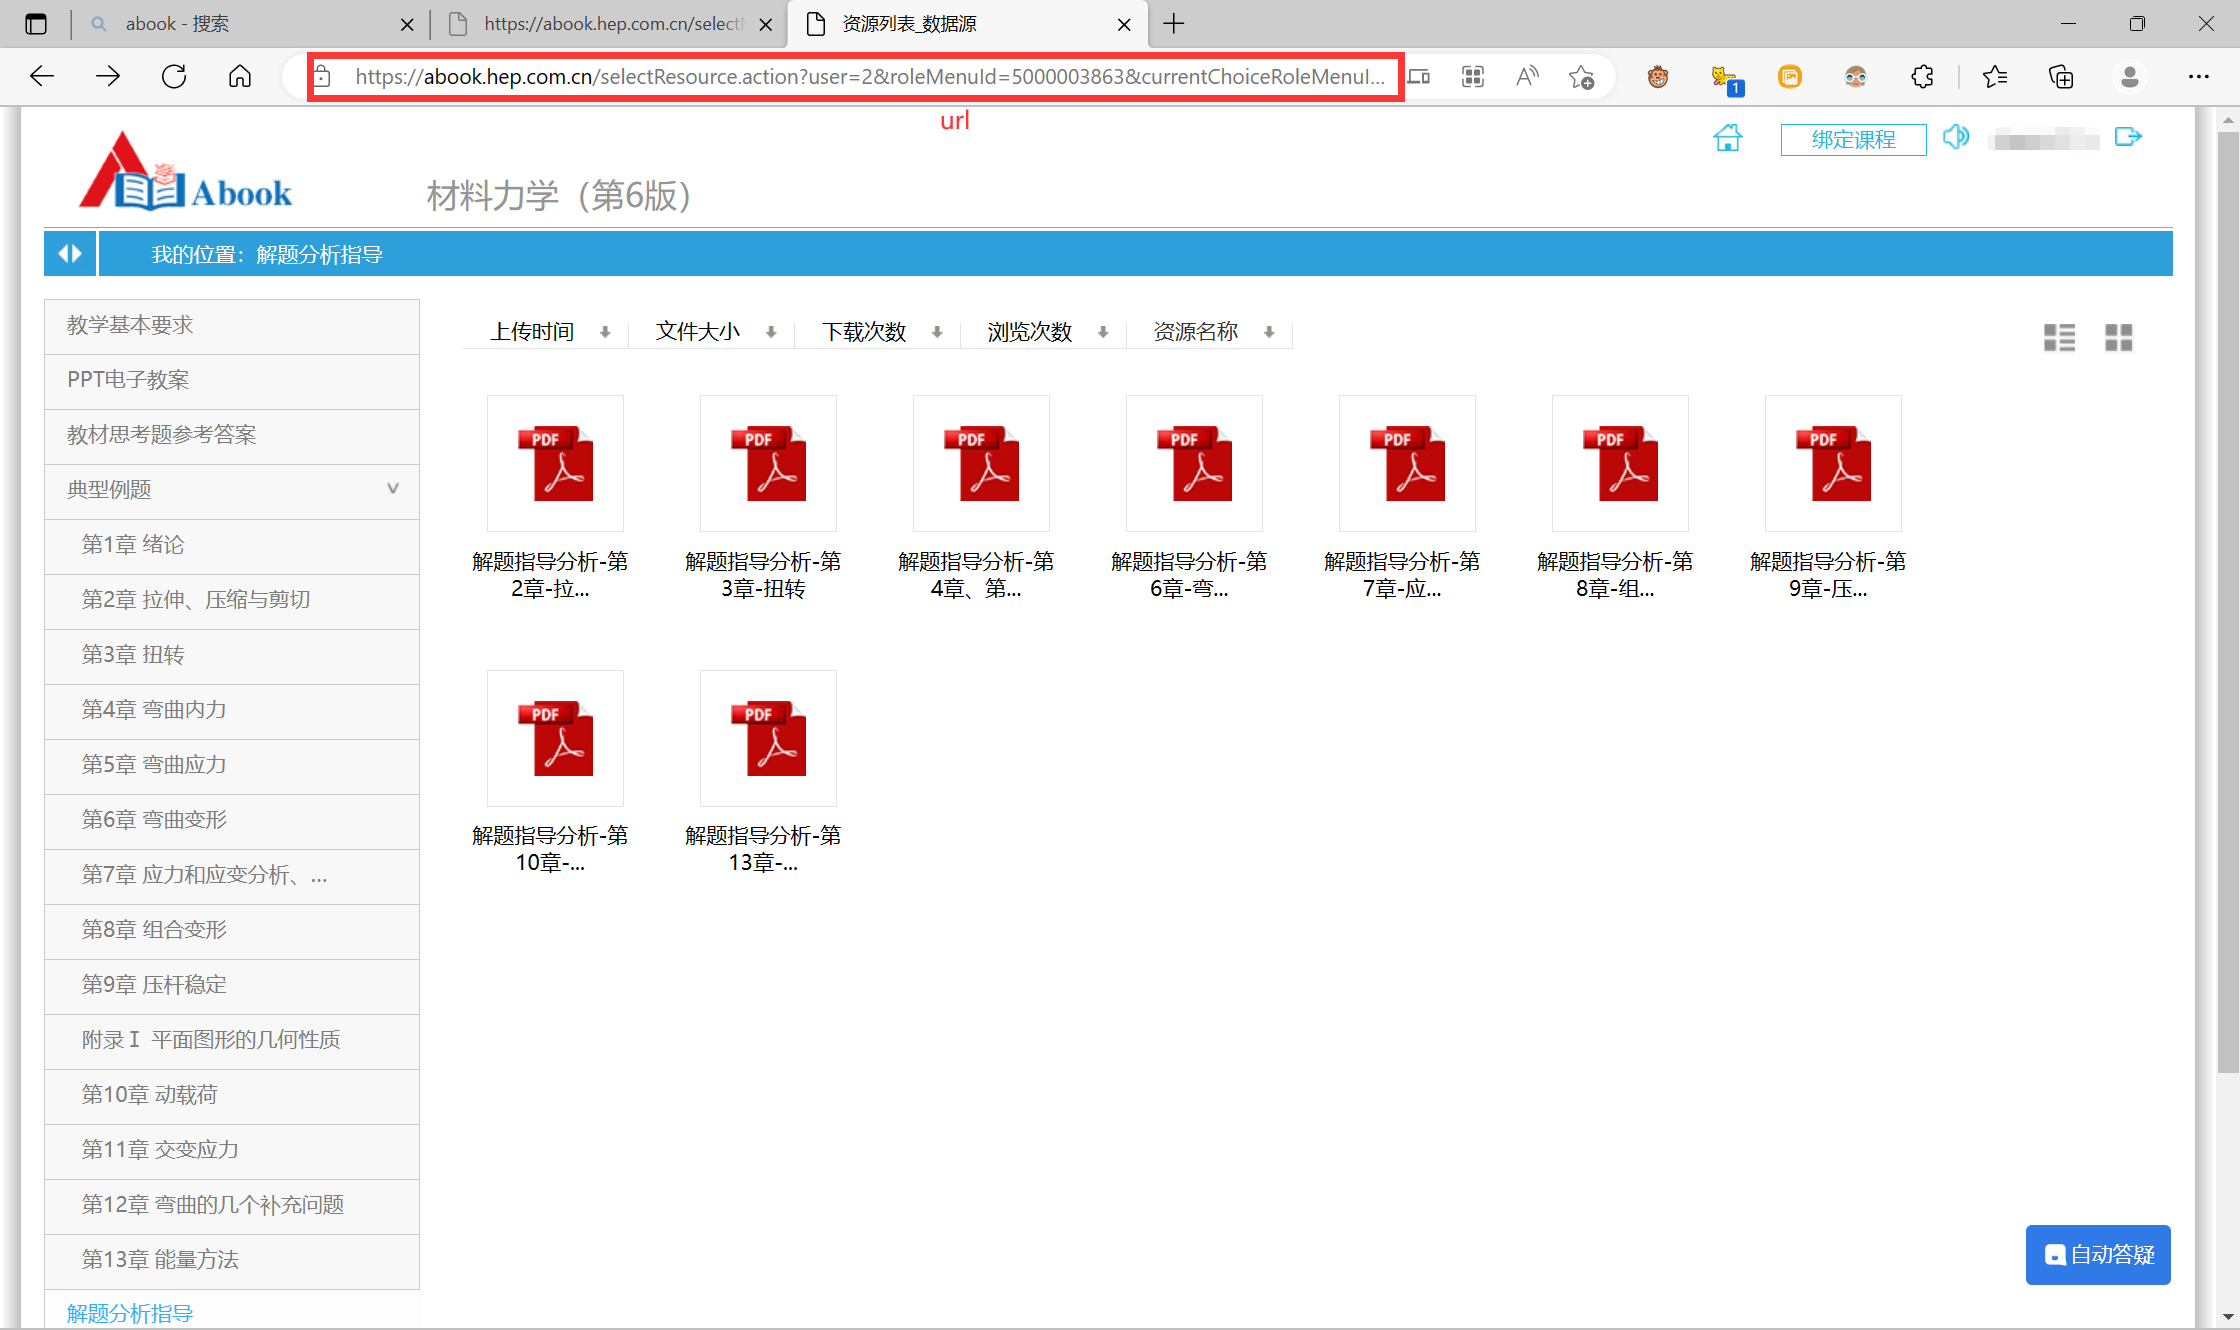 abook - 搜索
https://abook.hep.com.cn/select
资源列表_数据源
https://abook.hep.com.cn/selectResource.action?user=2&roleMenuId=5000003863&currentChoiceRoleMenuI...
1
url
Abook
材料力学（第6版）
绑定课程
我的位置：解题分析指导
教学基本要求
PPT电子教案
教材思考题参考答案
典型例题
第1章 绪论
第2章 拉伸、压缩与剪切
第3章 扭转
第4章 弯曲内力
第5章 弯曲应力
第6章 弯曲变形
第7章 应力和应变分析、...
第8章 组合变形
第9章 压杆稳定
附录Ⅰ 平面图形的几何性质
第10章 动载荷
第11章 交变应力
第12章 弯曲的几个补充问题
第13章 能量方法
解题分析指导
上传时间 文件大小 下载次数 浏览次数 资源名称
PDF PDF PDF PDF PDF PDF PDF
解题指导分析-第
2章-拉...
解题指导分析-第
3章-扭转
解题指导分析-第
4章、第...
解题指导分析-第
6章-弯...
解题指导分析-第
7章-应...
解题指导分析-第
8章-组...
解题指导分析-第
9章-压...
PDF PDF
解题指导分析-第
10章-...
解题指导分析-第
13章-...
自动答疑